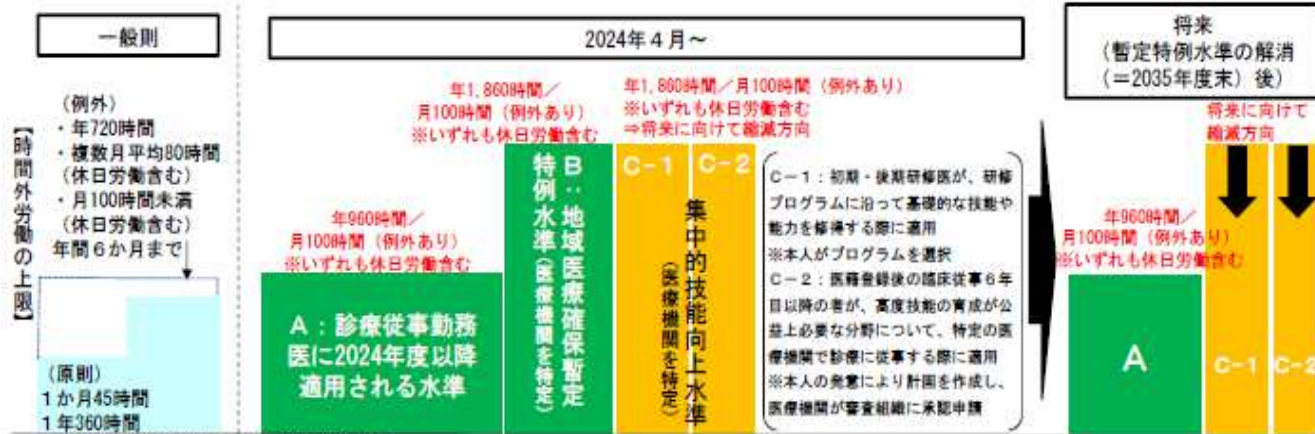 一般則
2024年4月～
将来
(暫定特例水準の解消
(=2035年度末)後)
【時間外労働の上限】
(例外)
・年720時間
・複数月平均80時間
(休日労働含む)
・月100時間未満
(休日労働含む)
年間6か月まで
(原則)
1か月45時間
1年360時間
年960時間/
月100時間(例外あり)
※いずれも休日労働含む
A:診療従事勤務
医に2024年度以降
適用される水準
年1,860時間/
月100時間(例外あり)
※いずれも休日労働含む
B:地域医療確保暫定
特例水準(医療機関を特定)
年1,860時間/月100時間(例外あり)
※いずれも休日労働含む
⇒将来に向けて縮減方向
C-1
C-2
集中的技能向上水準
(医療機関を特定)
C-1:初期・後期研修医が、研修
プログラムに沿って基礎的な技能や
能力を修得する際に適用
※本人がプログラムを選択
C-2:医籍登録後の臨床従事6年
目以降の者が、高度技能の育成が公
益上必要な分野について、特定の医
療機関で診療に従事する際に適用
※本人の発意により計画を作成し、
医療機関が審査組織に承認申請
将来に向けて
縮減方向
年960時間/
月100時間(例外あり)
※いずれも休日労働含む
A
C-1
C-2